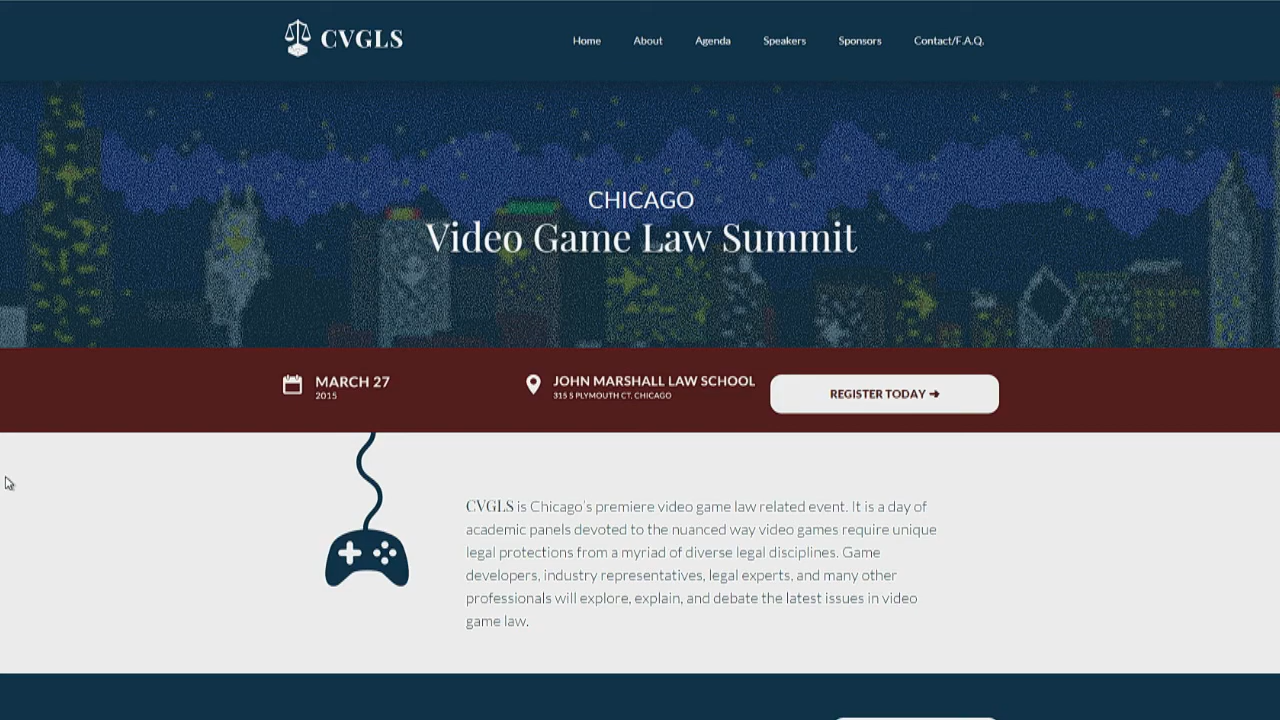 CVGLS
Home About Agenda Speakers Sponsors Contact/F.A.Q.
CHICAGO
Video Game Law Summit
MARCH 27
2015
JOHN MARSHALL LAW SCHOOL
315 S PLYMOUTH CT. CHICAGO
REGISTER TODAY ➜
CVGLS is Chicago's premiere video game law related event. It is a day of
academic panels devoted to the nuanced way video games require unique
legal protections from a myriad of diverse legal disciplines. Game
developers, industry representatives, legal experts, and many other
professionals will explore, explain, and debate the latest issues in video
game law.